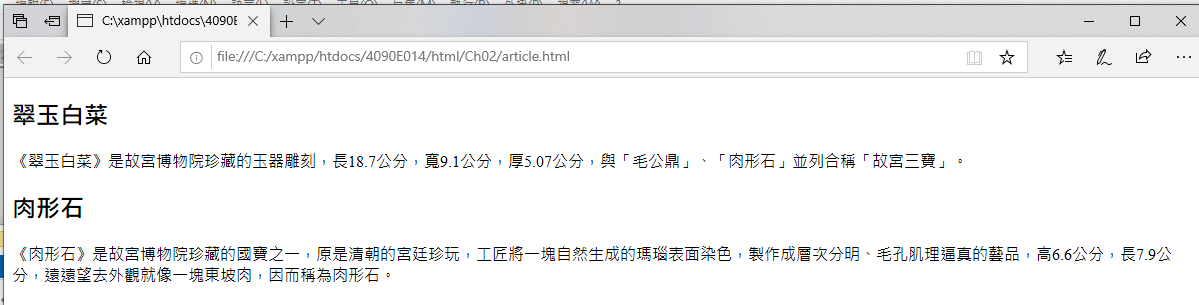 C:\xampp\htdocs\4090E
file:///C:/xampp/htdocs/4090E014/html/Ch02/article.html
翠玉白菜
《翠玉白菜》是故宮博物院珍藏的玉器雕刻，長18.7公分，寬9.1公分，厚5.07公分，與「毛公鼎」、「肉形石」並列合稱「故宮三寶」。
肉形石
《肉形石》是故宮博物院珍藏的國寶之一，原是清朝的宮廷珍玩，工匠將一塊自然生成的瑪瑙表面染色，製作成層次分明、毛孔肌理逼真的藝品，高6.6公分，長7.9公
分，遠遠望去外觀就像一塊東坡肉，因而稱為肉形石。